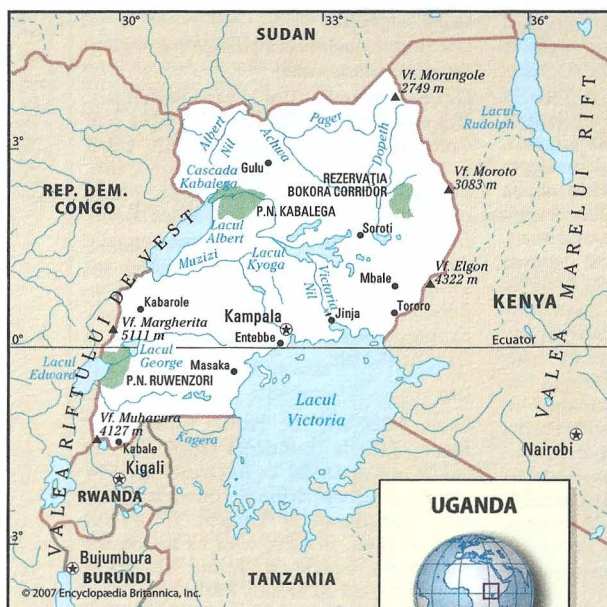 30°
33°
36°
SUDAN
Vf. Morungole
2749 m
Lacul
Rudolph
Albert
Nil
Achwa
Pager
Dopeth
3°
Gulu
Cascada
Kabalega
REZERVAȚIA
BOKORA CORRIDOR
Vf. Moroto
3083 m
REP. DEM.
CONGO
P.N. KABALEGA
Lacul
Albert
Soroti
Muzizi
Lacul
Kyoga
Victoria
Nil
Mbale
Vf. Elgon
4322 m
Kabarole
Kampala
Jinja
Tororo
KENYA
Vf. Margherita
5111 m
Entebbe
0°
Ecuator
Lacul
Edward
Lacul
George
Masaka
P.N. RUWENZORI
Lacul
Victoria
VALEA RIFTULUI DE VEST
VALEA MARELUI RIFT
Vf. Muhavura
4127 m
Kabale
Kagera
Nairobi
Kigali
RWANDA
UGANDA
3°
Bujumbura
BURUNDI
TANZANIA
© 2007 Encyclopædia Britannica, Inc.